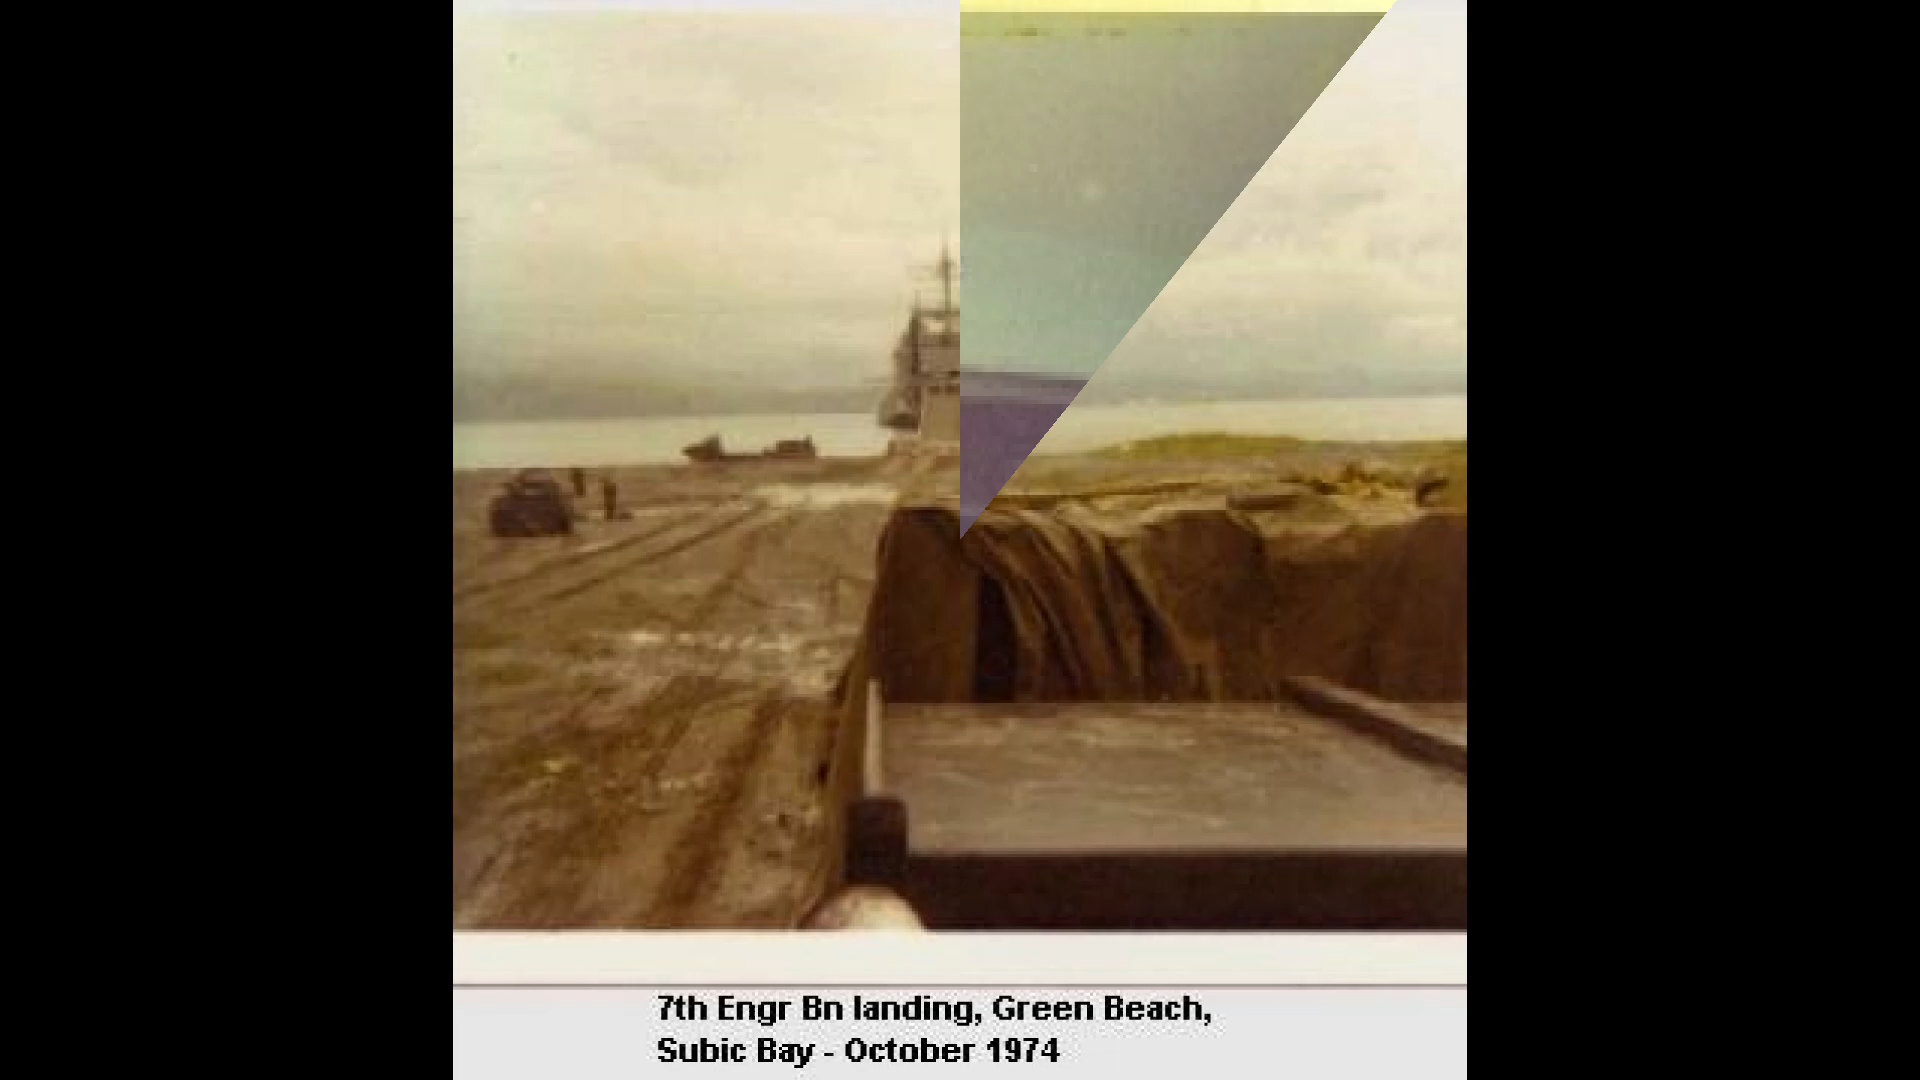 7th Engr Bn landing, Green Beach,
Subic Bay - October 1974